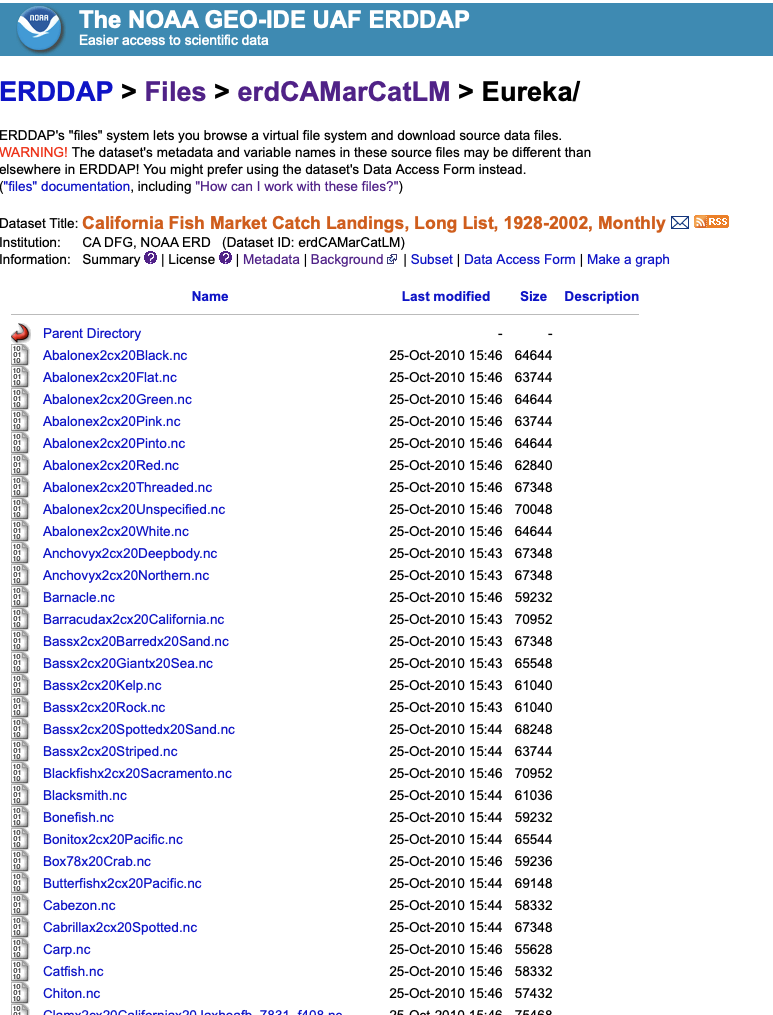 NOAA
The NOAA GEO-IDE UAF ERDDAP
Easier access to scientific data
ERDDAP > Files > erdCAMarCatLM > Eureka/
ERDDAP's "files" system lets you browse a virtual file system and download source data files.
WARNING! The dataset's metadata and variable names in these source files may be different than
elsewhere in ERDDAP! You might prefer using the dataset's Data Access Form instead.
("files" documentation, including "How can I work with these files?")
Dataset Title: California Fish Market Catch Landings, Long List, 1928-2002, Monthly RSS
Institution: CA DFG, NOAA ERD (Dataset ID: erdCAMarCatLM)
Information: Summary ? | License ? | Metadata | Background | Subset | Data Access Form | Make a graph
Name Last modified Size Description
Parent Directory - -
Abalonex2cx20Black.nc 25-Oct-2010 15:46 64644
Abalonex2cx20Flat.nc 25-Oct-2010 15:46 63744
Abalonex2cx20Green.nc 25-Oct-2010 15:46 64644
Abalonex2cx20Pink.nc 25-Oct-2010 15:46 63744
Abalonex2cx20Pinto.nc 25-Oct-2010 15:46 64644
Abalonex2cx20Red.nc 25-Oct-2010 15:46 62840
Abalonex2cx20Threaded.nc 25-Oct-2010 15:46 67348
Abalonex2cx20Unspecified.nc 25-Oct-2010 15:46 70048
Abalonex2cx20White.nc 25-Oct-2010 15:46 64644
Anchovyx2cx20Deepbody.nc 25-Oct-2010 15:43 67348
Anchovyx2cx20Northern.nc 25-Oct-2010 15:43 67348
Barnacle.nc 25-Oct-2010 15:46 59232
Barracudax2cx20California.nc 25-Oct-2010 15:43 70952
Bassx2cx20Barredx20Sand.nc 25-Oct-2010 15:43 67348
Bassx2cx20Giantx20Sea.nc 25-Oct-2010 15:43 65548
Bassx2cx20Kelp.nc 25-Oct-2010 15:43 61040
Bassx2cx20Rock.nc 25-Oct-2010 15:43 61040
Bassx2cx20Spottedx20Sand.nc 25-Oct-2010 15:44 68248
Bassx2cx20Striped.nc 25-Oct-2010 15:44 63744
Blackfishx2cx20Sacramento.nc 25-Oct-2010 15:46 70952
Blacksmith.nc 25-Oct-2010 15:44 61036
Bonefish.nc 25-Oct-2010 15:44 59232
Bonitox2cx20Pacific.nc 25-Oct-2010 15:44 65544
Box78x20Crab.nc 25-Oct-2010 15:46 59236
Butterfishx2cx20Pacific.nc 25-Oct-2010 15:44 69148
Cabezon.nc 25-Oct-2010 15:44 58332
Cabrillax2cx20Spotted.nc 25-Oct-2010 15:44 67348
Carp.nc 25-Oct-2010 15:46 55628
Catfish.nc 25-Oct-2010 15:46 58332
Chiton.nc 25-Oct-2010 15:46 57432
25-Oct-2010 15:46 75468